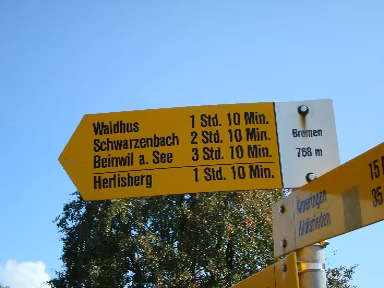 Waldhus 1 Std. 10 Min.
Schwarzenbach 2 Std. 10 Min.
Beinwil a. See 3 Std. 10 Min.
Herlisberg 1 Std. 10 Min.
Bremen
768 m
15
35